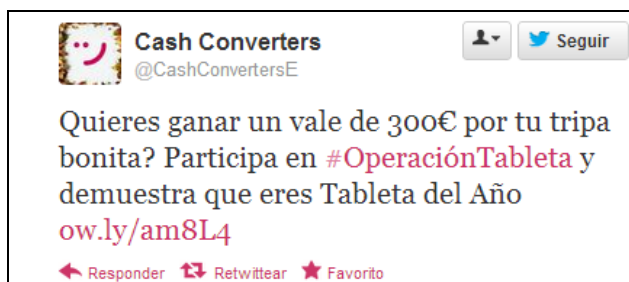 Cash Converters
@CashConvertersE
Seguir
Quieres ganar un vale de 300€ por tu tripa
bonita? Participa en #OperaciónTableta y
demuestra que eres Tableta del Año
ow.ly/am8L4
Responder Retwittear Favorito